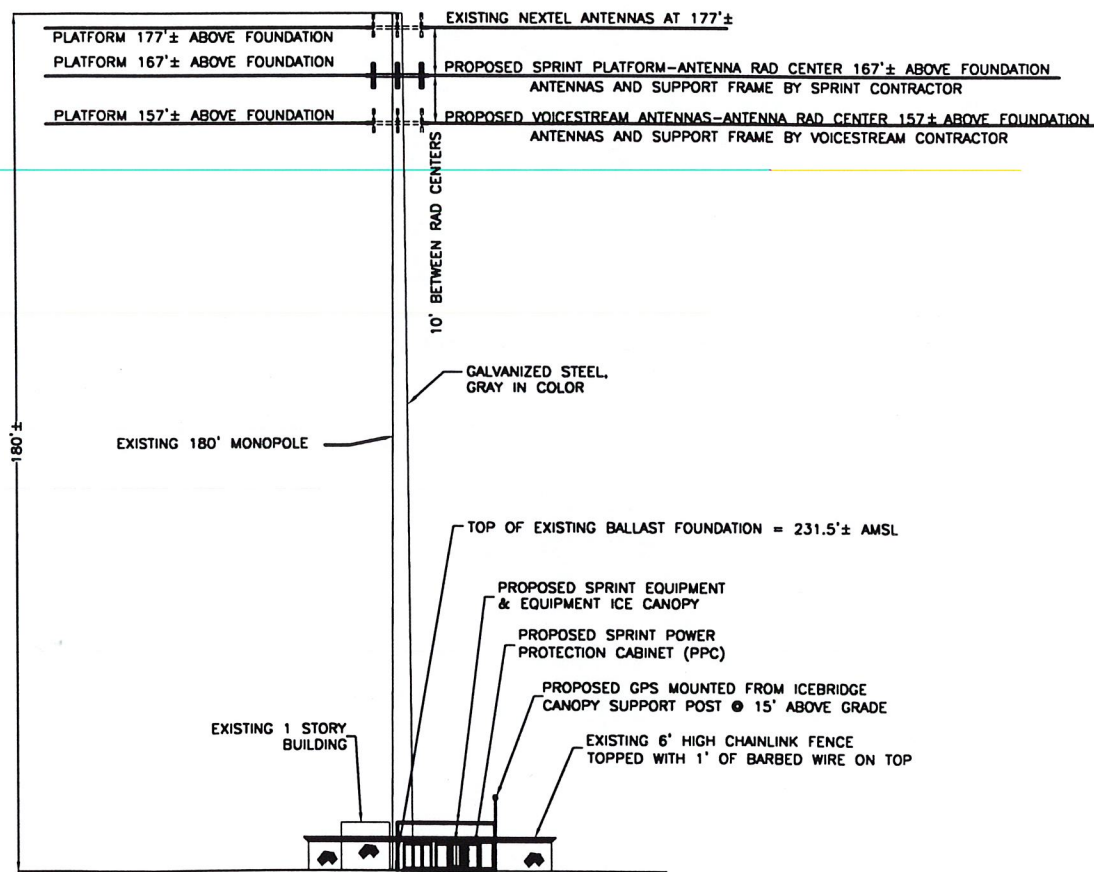 EXISTING NEXTEL ANTENNAS AT 177'±
PLATFORM 177'± ABOVE FOUNDATION
PLATFORM 167'± ABOVE FOUNDATION
PROPOSED SPRINT PLATFORM-ANTENNA RAD CENTER 167'± ABOVE FOUNDATION
ANTENNAS AND SUPPORT FRAME BY SPRINT CONTRACTOR
PLATFORM 157'± ABOVE FOUNDATION
PROPOSED VOICESTREAM ANTENNAS-ANTENNA RAD CENTER 157± ABOVE FOUNDATION
ANTENNAS AND SUPPORT FRAME BY VOICESTREAM CONTRACTOR
10' BETWEEN RAD CENTERS
GALVANIZED STEEL,
GRAY IN COLOR
180'±
EXISTING 180' MONOPOLE
TOP OF EXISTING BALLAST FOUNDATION = 231.5'± AMSL
PROPOSED SPRINT EQUIPMENT
& EQUIPMENT ICE CANOPY
PROPOSED SPRINT POWER
PROTECTION CABINET (PPC)
PROPOSED GPS MOUNTED FROM ICEBRIDGE
CANOPY SUPPORT POST @ 15' ABOVE GRADE
EXISTING 1 STORY
BUILDING
EXISTING 6' HIGH CHAINLINK FENCE
TOPPED WITH 1' OF BARBED WIRE ON TOP